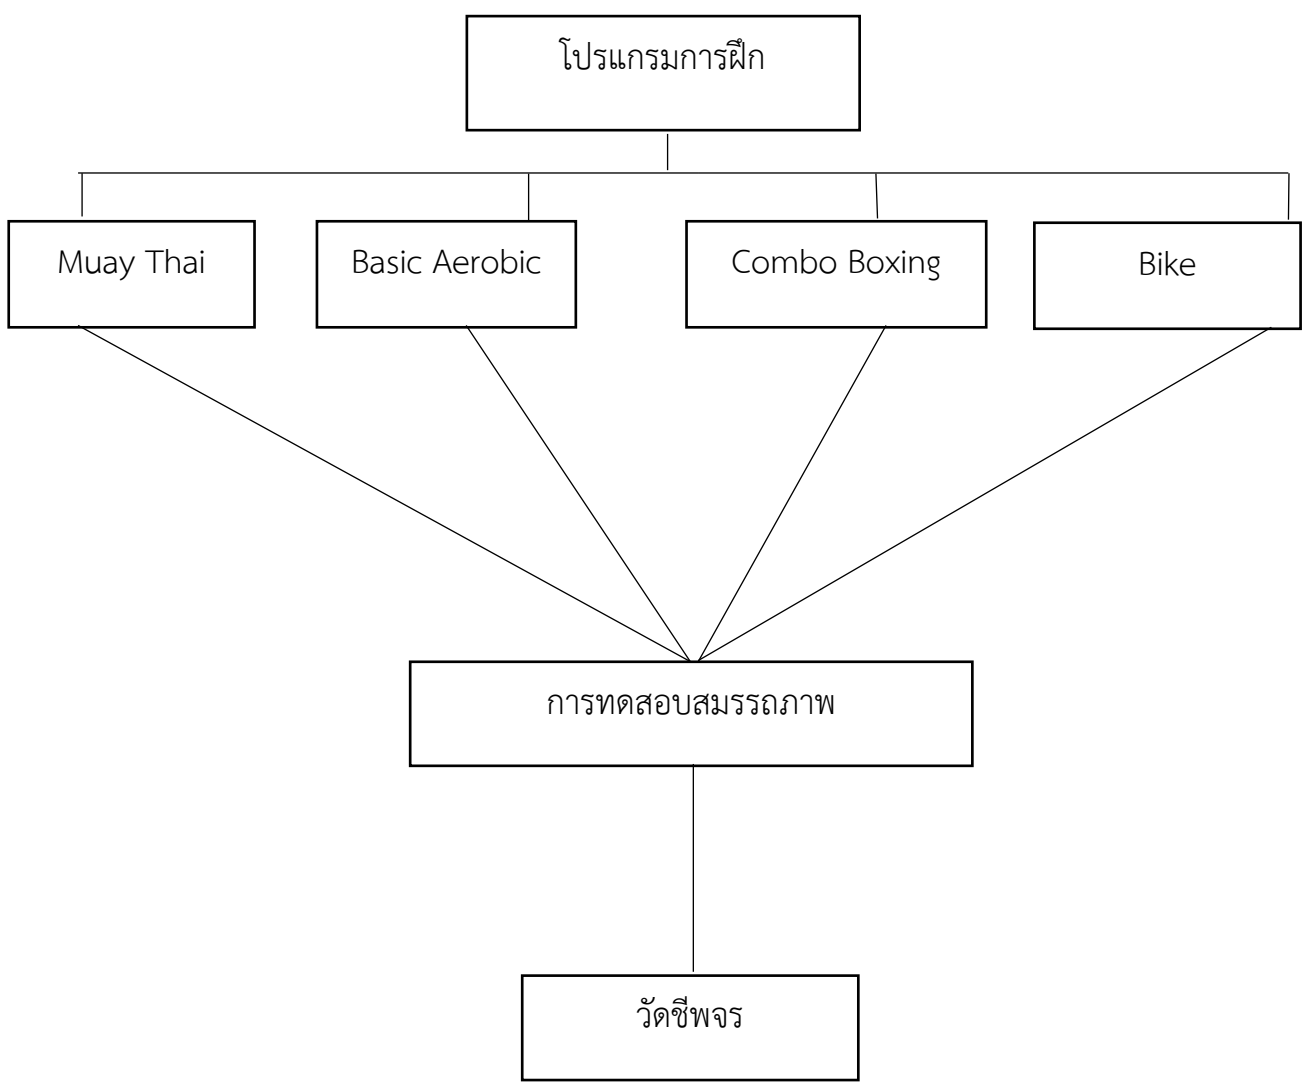 โปรแกรมการฝึก
Muay Thai
Basic Aerobic
Combo Boxing
Bike
การทดสอบสมรรถภาพ
วัดชีพจร